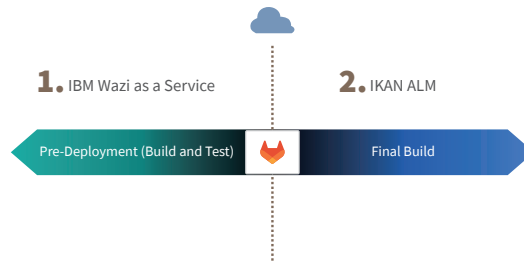 1. IBM Wazi as a Service
2. IKAN ALM
Pre-Deployment (Build and Test)
Final Build